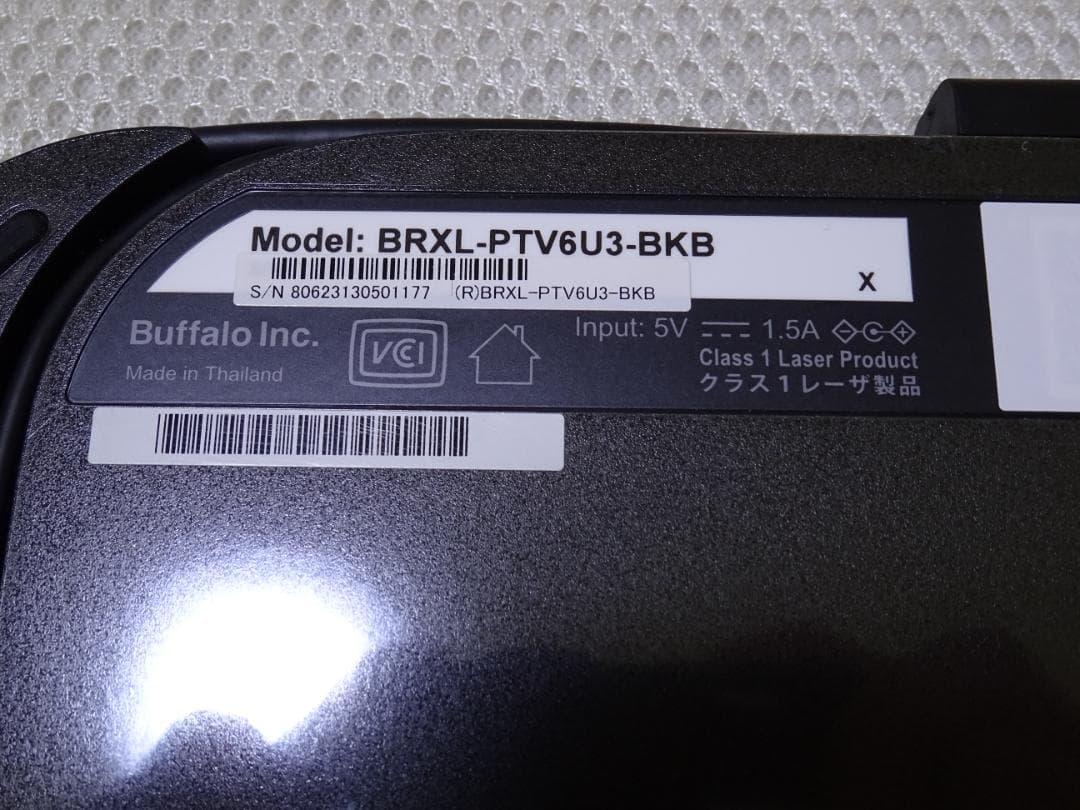 Model: BRXL-PTV6U3-BKB
X
S/N 80623130501177 (R)BRXL-PTV6U3-BKB
Buffalo Inc.
Made in Thailand
VCCI
Input: 5V ⎓ 1.5A
Class 1 Laser Product
クラス1レーザ製品